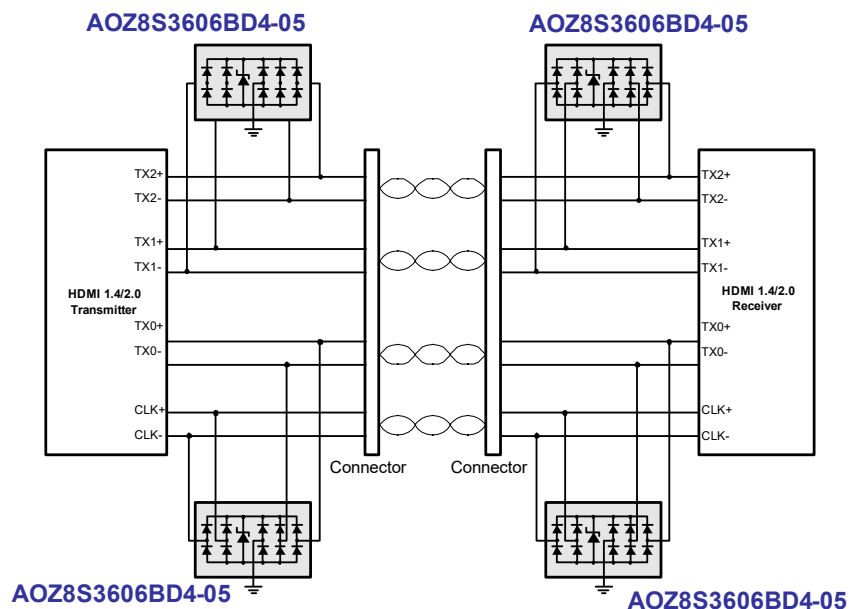 AOZ8S3606BD4-05
AOZ8S3606BD4-05
TX2+
TX2-
TX1+
TX1-
HDMI 1.4/2.0
Transmitter
TX0+
TX0-
CLK+
CLK-
TX2+
TX2-
TX1+
TX1-
HDMI 1.4/2.0
Receiver
TX0+
TX0-
CLK+
CLK-
Connector
Connector
AOZ8S3606BD4-05
AOZ8S3606BD4-05